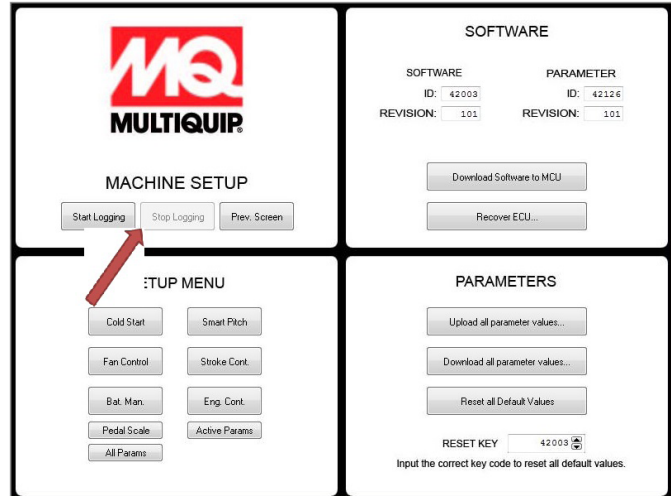 MQ
MULTIQUIP®
MACHINE SETUP
Start Logging Stop Logging Prev. Screen
SOFTWARE
SOFTWARE PARAMETER
ID: 42003 ID: 42126
REVISION: 101 REVISION: 101
Download Software to MCU
Recover ECU...
ETUP MENU
Cold Start Smart Pitch
Fan Control Stroke Cont.
Bat. Man. Eng. Cont.
Pedal Scale Active Params
All Params
PARAMETERS
Upload all parameter values...
Download all parameter values...
Reset all Default Values
RESET KEY 42003
Input the correct key code to reset all default values.